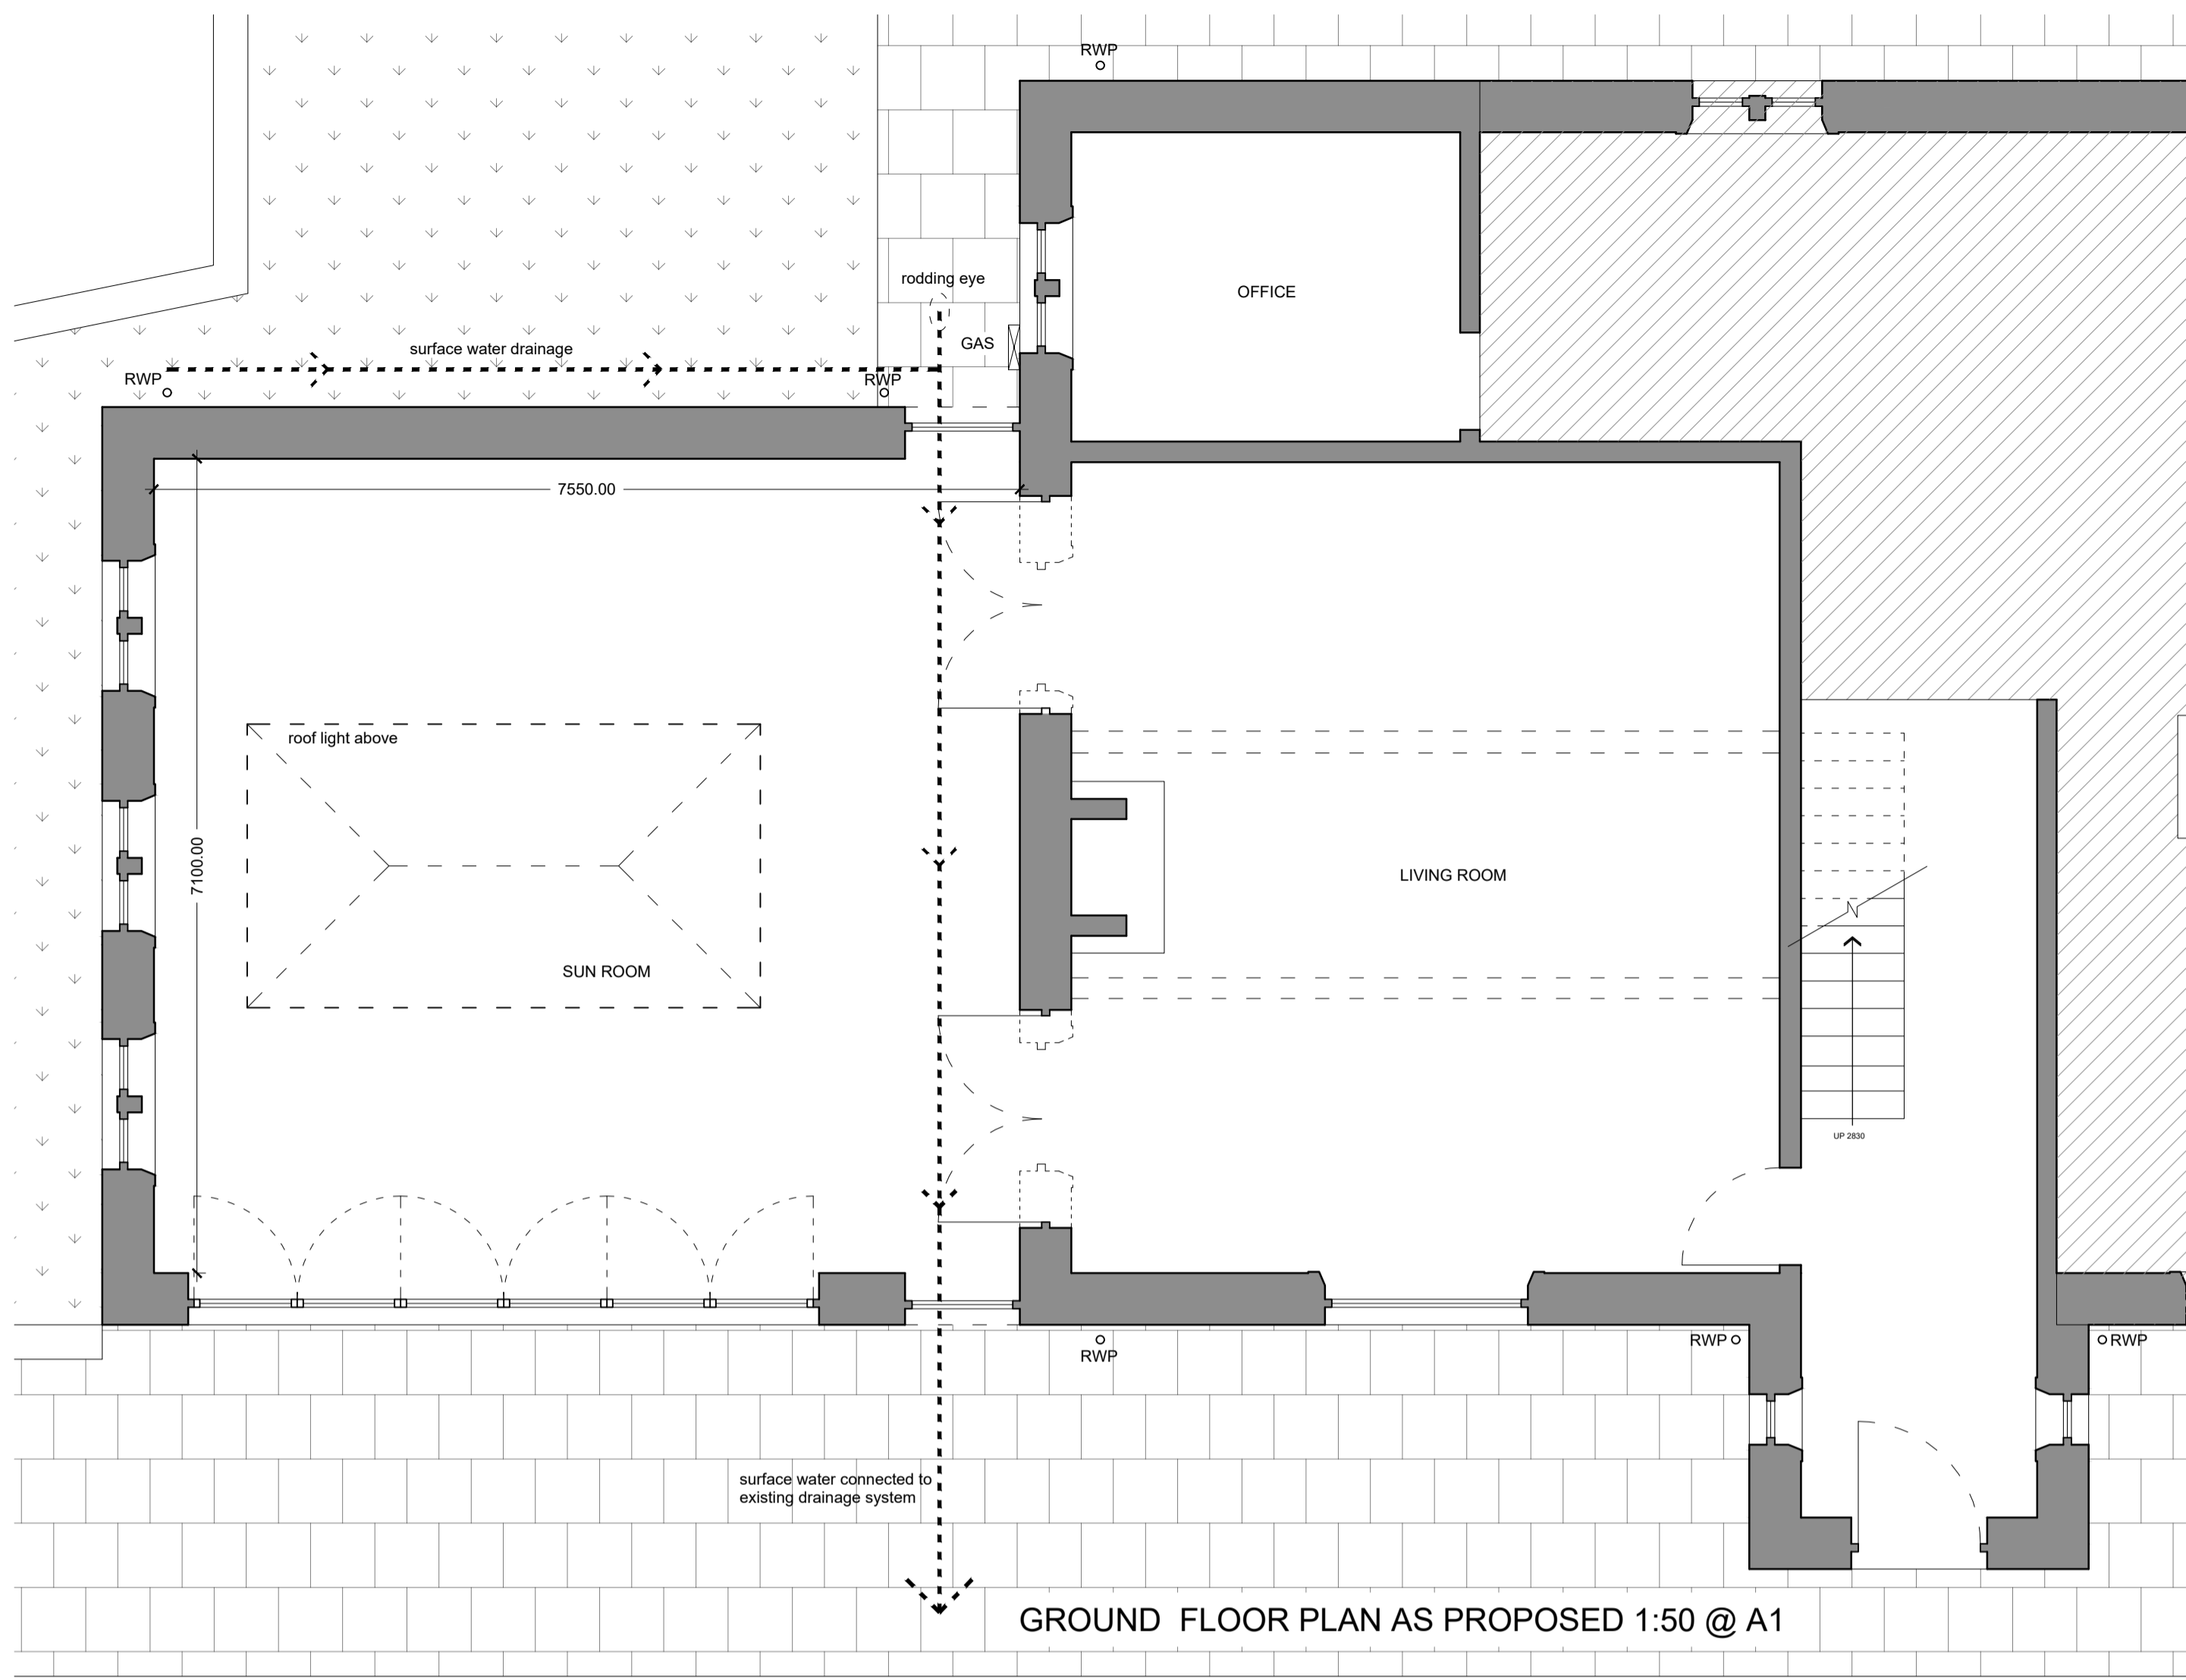 RWP
rodding eye
OFFICE
GAS
surface water drainage
RWP
RWP
7550.00
roof light above
7100.00
LIVING ROOM
SUN ROOM
UP 2830
RWP
RWP
RWP
surface water connected to
existing drainage system
GROUND FLOOR PLAN AS PROPOSED 1:50 @ A1